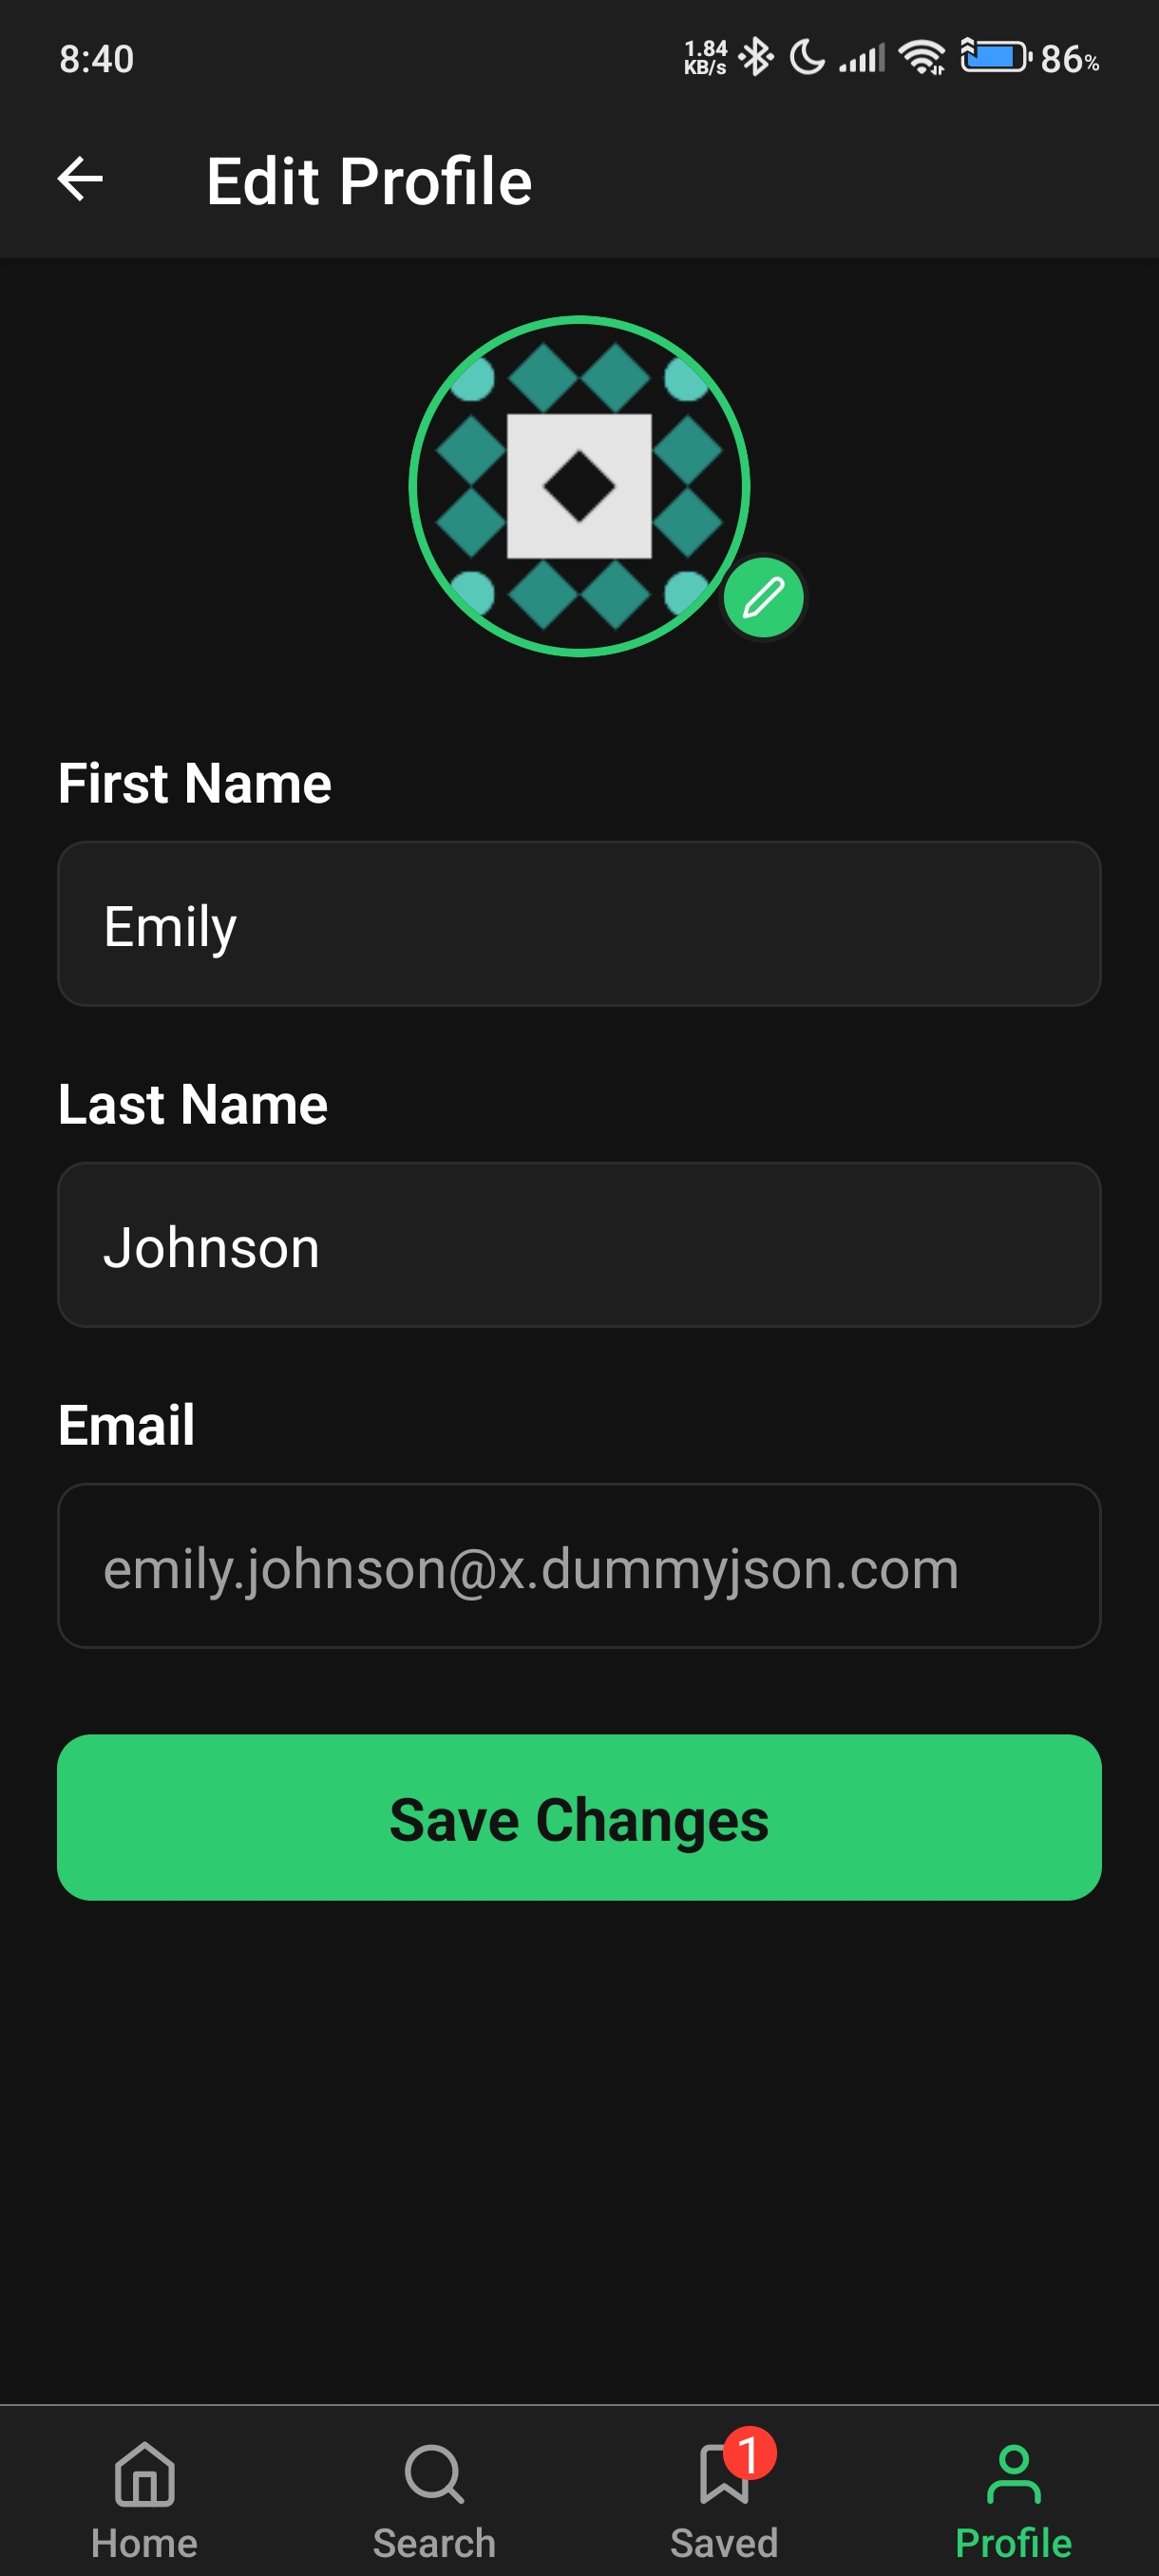 8:40
1.84
KB/s
86%
Edit Profile
First Name
Emily
Last Name
Johnson
Email
emily.johnson@x.dummyjson.com
Save Changes
1
Home
Search
Saved
Profile